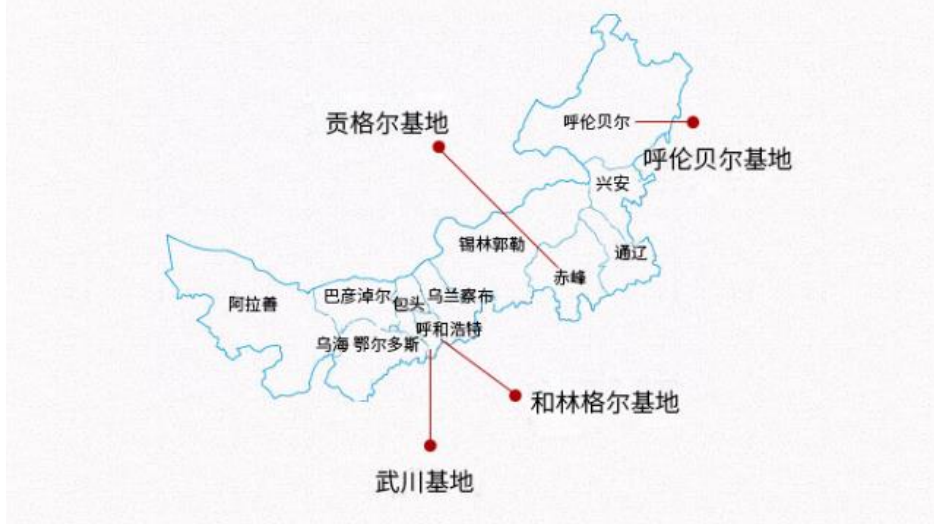 贡格尔基地
呼伦贝尔
呼伦贝尔基地
兴安
锡林郭勒
通辽
赤峰
阿拉善
巴彦淖尔
包头
乌兰察布
呼和浩特
乌海 鄂尔多斯
和林格尔基地
武川基地